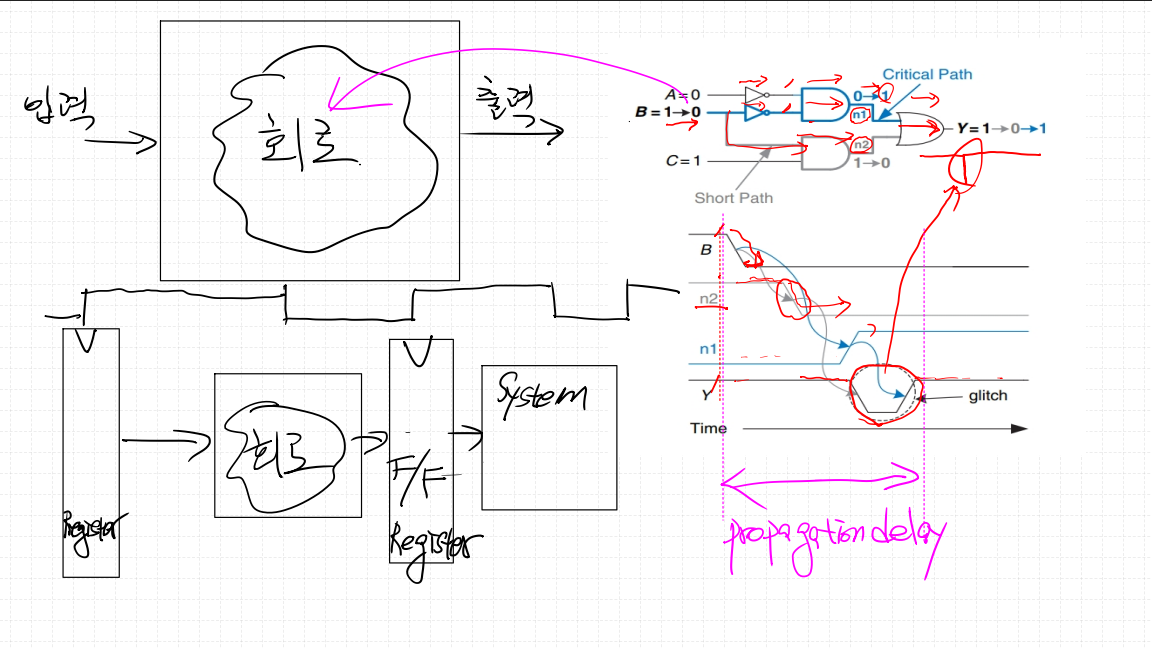 입력
회로
출력
Critical Path
A=0
0→1
B=1→0
n1
Y=1→0→1
n2
C=1
1→0
Short Path
B
n2
n1
Y
glitch
Time
propagation delay
회로
System
F/F
Register
Register